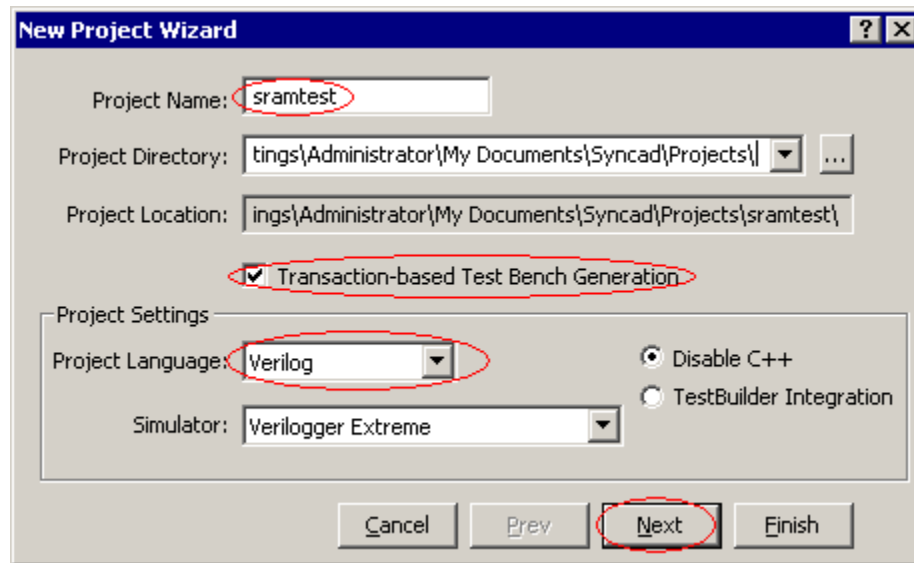 New Project Wizard
Project Name: sramtest
Project Directory: tings\Administrator\My Documents\Syncad\Projects\ ...
Project Location: ings\Administrator\My Documents\Syncad\Projects\sramtest\
Transaction-based Test Bench Generation
Project Settings
Project Language: Verilog
Disable C++
TestBuilder Integration
Simulator: Verilogger Extreme
Cancel Prev Next Finish